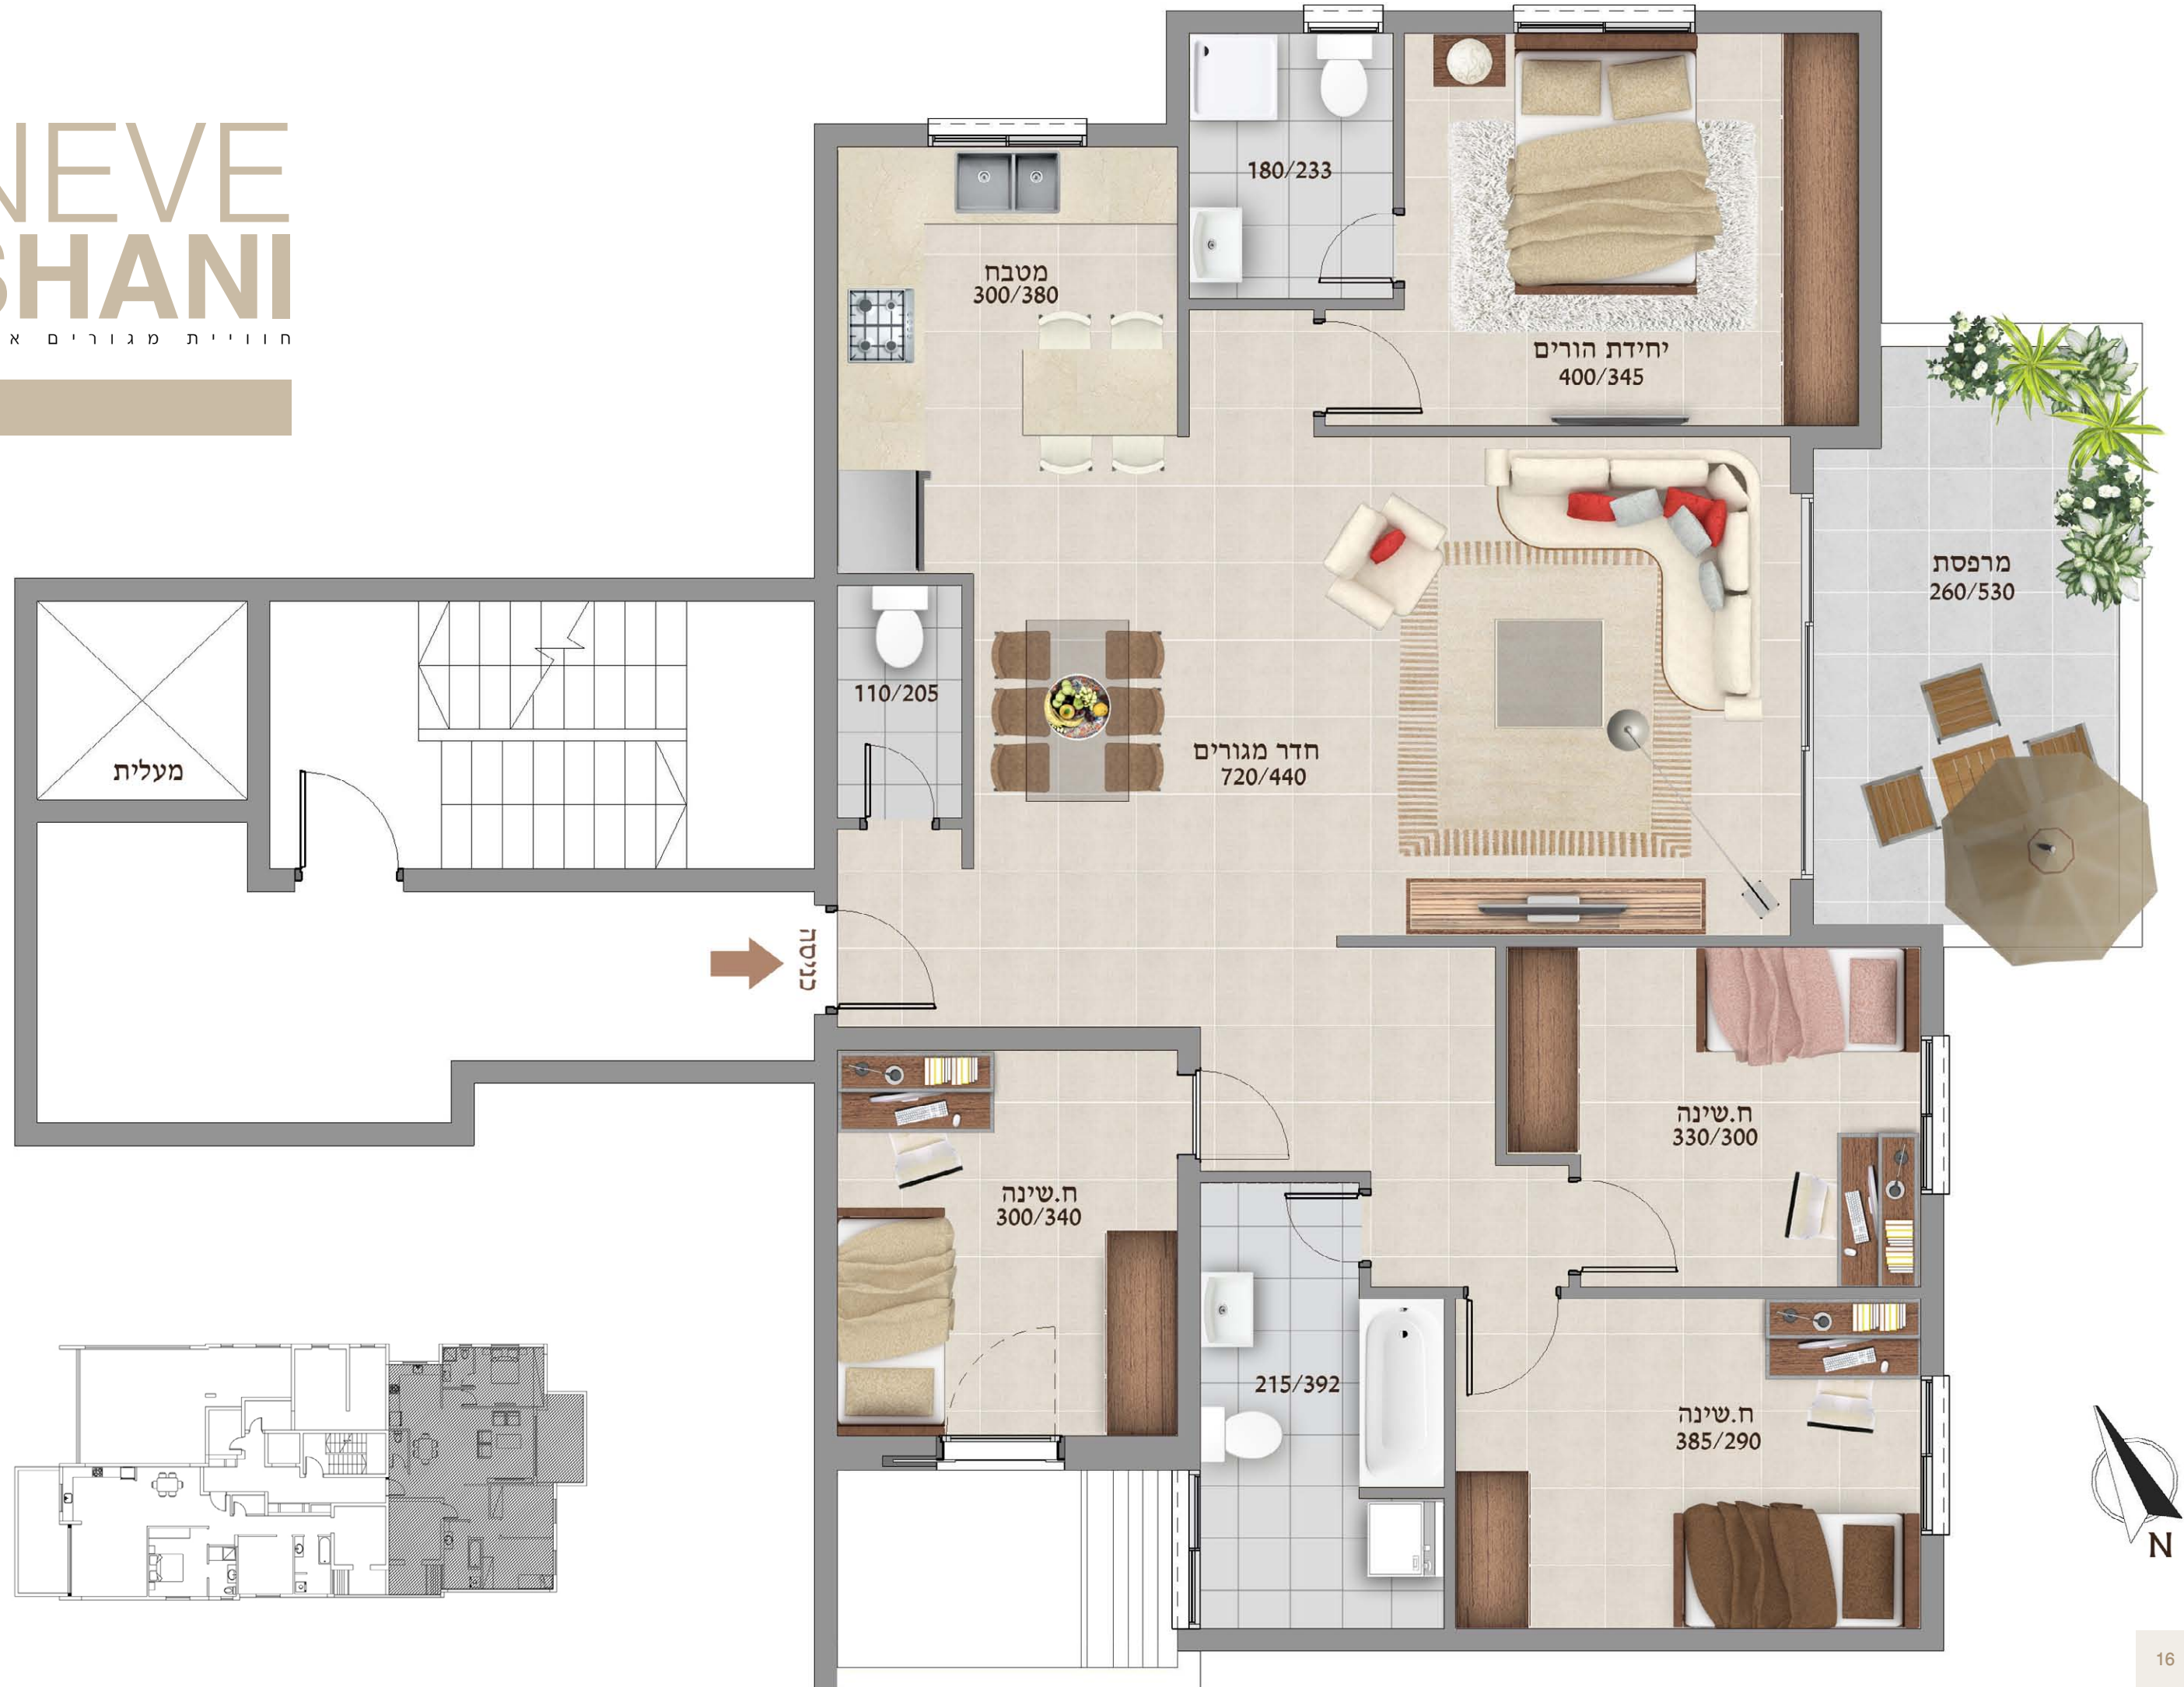 NEVE
SHANI
חוויית מגורים א
180/233
מטבח
300/380
יחידת הורים
400/345
מרפסת
260/530
110/205
חדר מגורים
720/440
מעלית
כניסה
ח.שינה
330/300
ח.שינה
300/340
215/392
ח.שינה
385/290
N
16